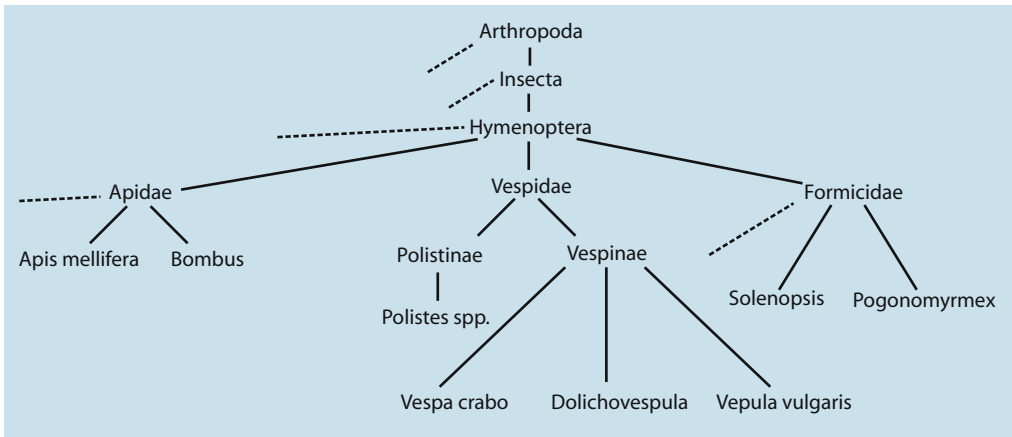 Arthropoda
Insecta
Hymenoptera
Apidae
Vespidae
Formicidae
Apis mellifera
Bombus
Polistinae
Vespinae
Solenopsis
Pogonomyrmex
Polistes spp.
Vespa crabo
Dolichovespula
Vepula vulgaris